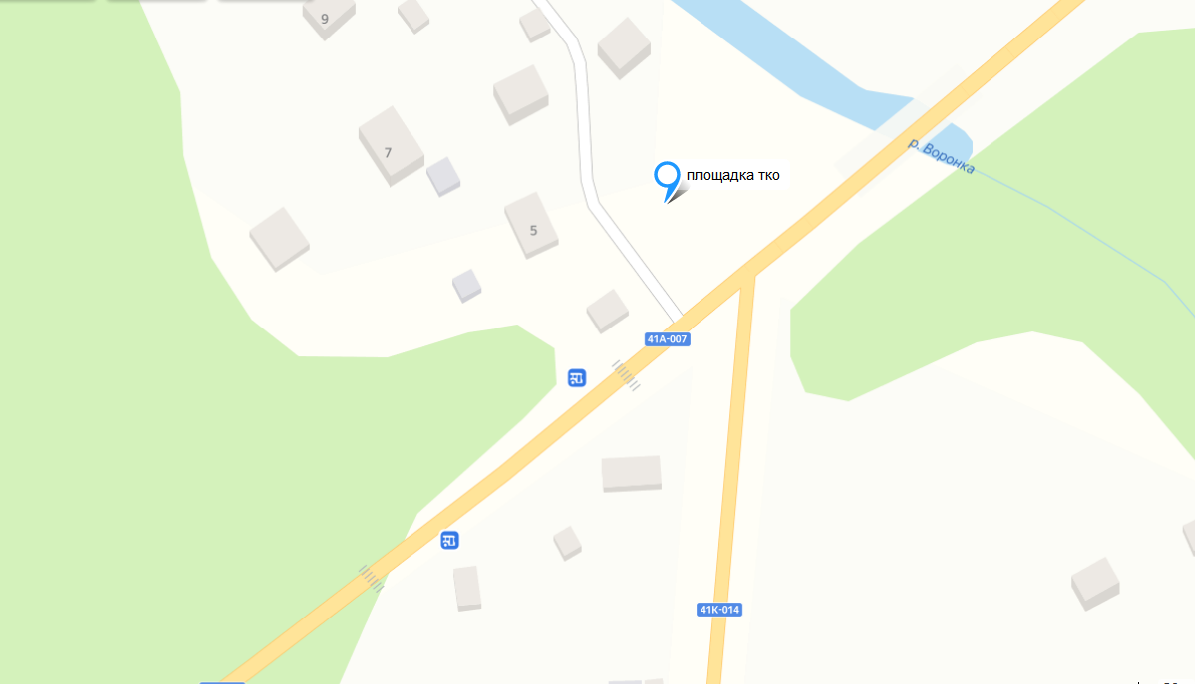 9
7
р. Воронка
площадка тко
5
41А-007
41К-014